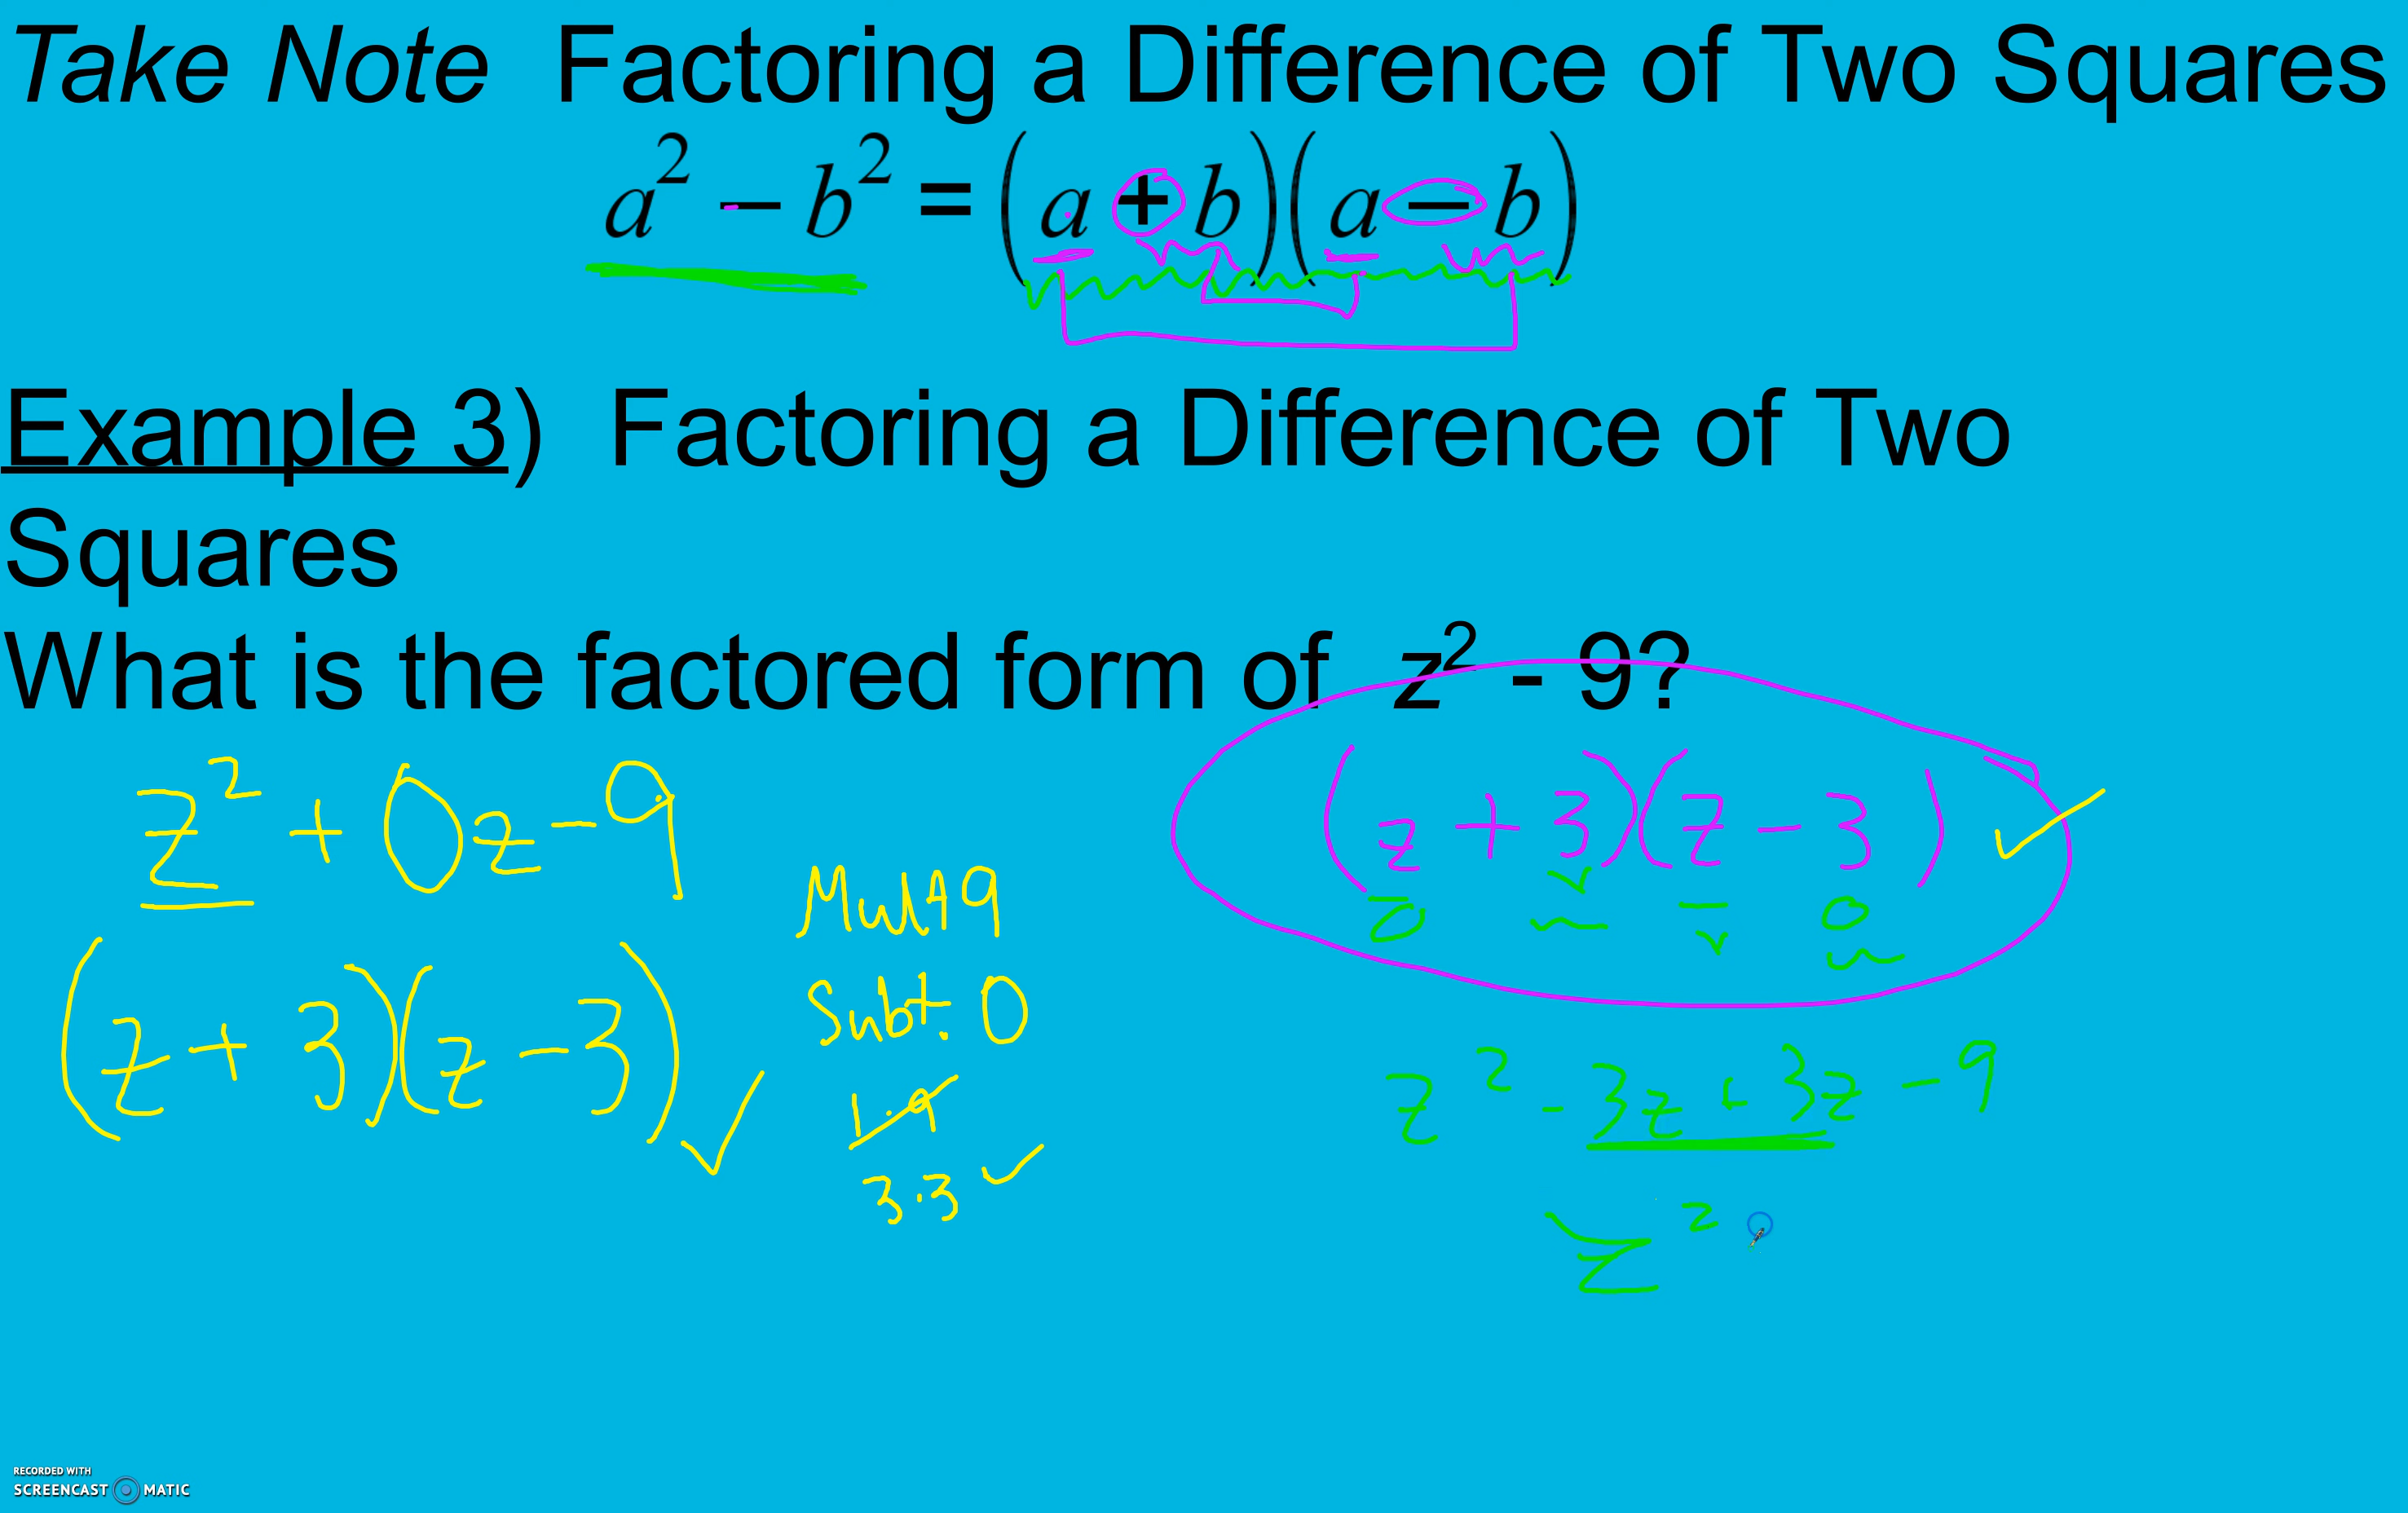 Take Note Factoring a Difference of Two Squares
a² − b² = (a + b)(a − b)
Example 3) Factoring a Difference of Two
Squares
What is the factored form of z² - 9?
z² + 0z - 9
(z + 3)(z - 3)
Mult 9
Subt. 0
1·9
3·3
(z + 3)(z - 3)
z² - 3z + 3z - 9
z²
RECORDED WITH
SCREENCAST MATIC